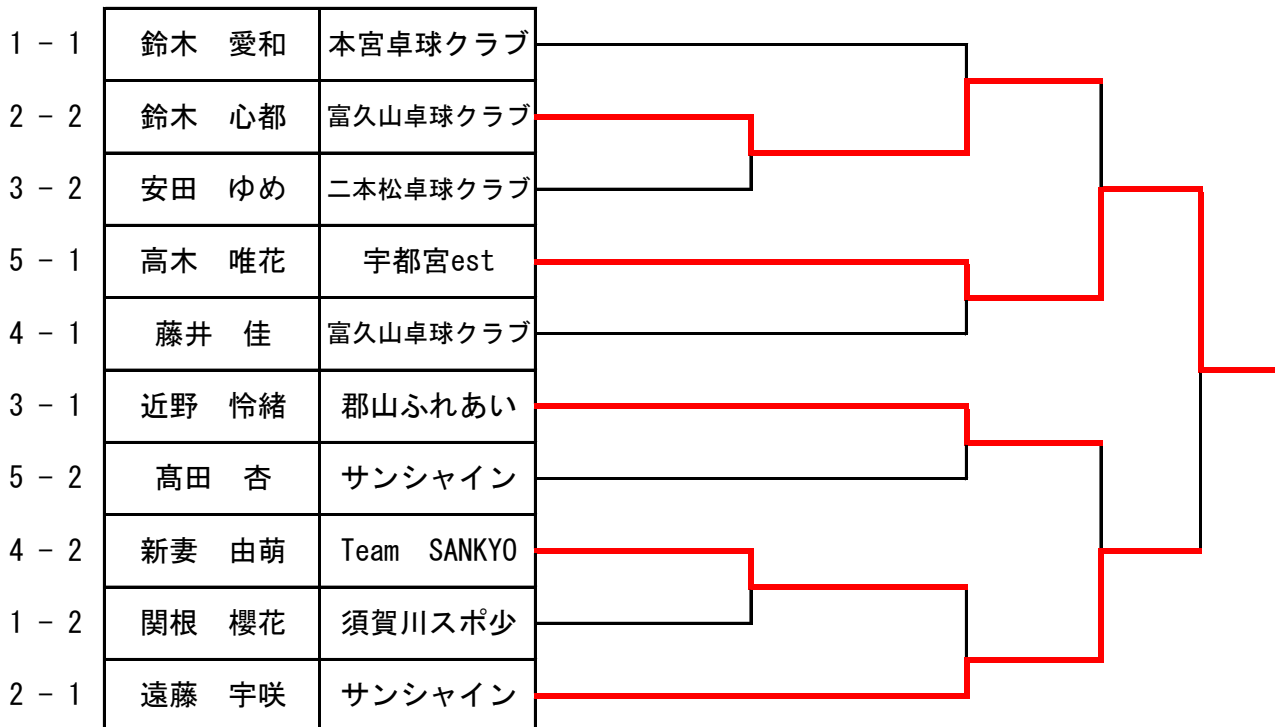 1 - 1 鈴木　愛和 本宮卓球クラブ
2 - 2 鈴木　心都 富久山卓球クラブ
3 - 2 安田　ゆめ 二本松卓球クラブ
5 - 1 高木　唯花 宇都宮est
4 - 1 藤井　佳 富久山卓球クラブ
3 - 1 近野　怜緒 郡山ふれあい
5 - 2 髙田　杏 サンシャイン
4 - 2 新妻　由萌 Team　SANKYO
1 - 2 関根　櫻花 須賀川スポ少
2 - 1 遠藤　宇咲 サンシャイン